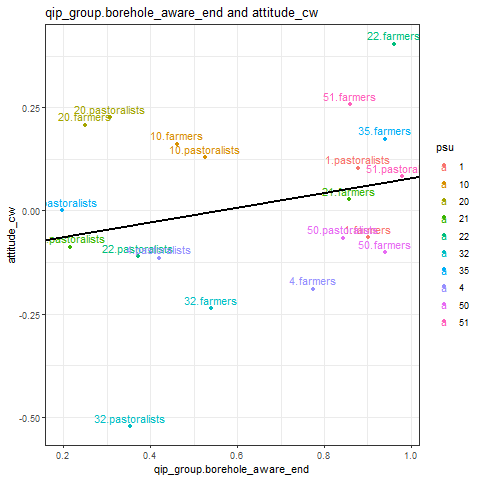 qip_group.borehole_aware_end and attitude_cw
22.farmers
51.farmers
20.pastoralists
20.farmers
0.25
10.farmers
35.farmers
10.pastoralists
1.pastoralists
51.pastoral
21.farmers
pastoralists
0.00
50.pastoralists
pastoralists
22.pastoralists
50.farmers
4.farmers
32.farmers
-0.25
32.pastoralists
-0.50
0.2
0.4
0.6
0.8
1.0
qip_group.borehole_aware_end
attitude_cw
psu
1
10
20
21
22
32
35
4
50
51